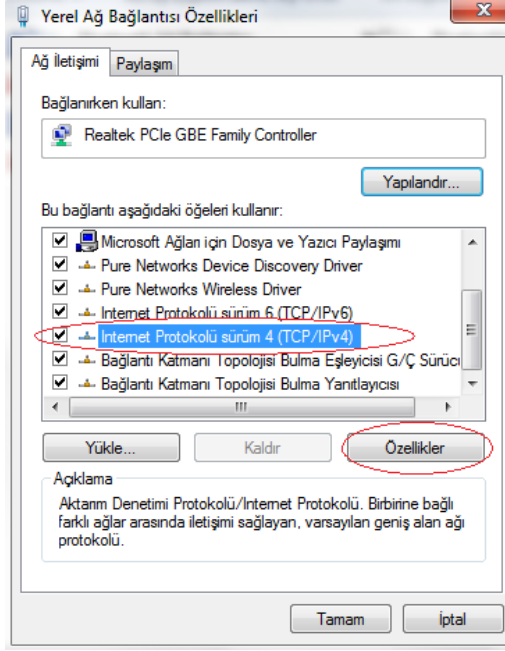 Yerel Ağ Bağlantısı Özellikleri
Ağ İletişimi Paylaşım
Bağlanırken kullan:
Realtek PCIe GBE Family Controller
Yapılandır...
Bu bağlantı aşağıdaki öğeleri kullanır:
Microsoft Ağları için Dosya ve Yazıcı Paylaşımı
Pure Networks Device Discovery Driver
Pure Networks Wireless Driver
Internet Protokolü sürüm 6 (TCP/IPv6)
Internet Protokolü sürüm 4 (TCP/IPv4)
Bağlantı Katmanı Topolojisi Bulma Eşleyicisi G/Ç Sürücı
Bağlantı Katmanı Topolojisi Bulma Yanıtlayıcısı
Yükle... Kaldır Özellikler
Açıklama
Aktarım Denetimi Protokolü/Internet Protokolü. Birbirine bağlı
farklı ağlar arasında iletişimi sağlayan, varsayılan geniş alan ağı
protokolü.
Tamam İptal